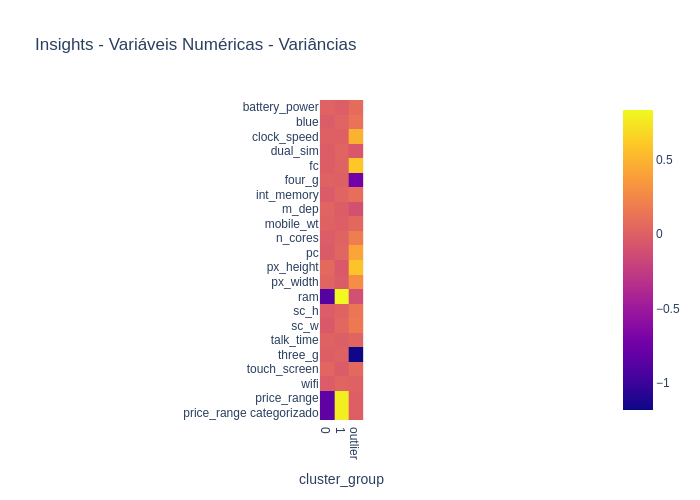 Insights - Variáveis Numéricas - Variâncias
battery_power
blue
clock_speed
dual_sim
fc
four_g
int_memory
m_dep
mobile_wt
n_cores
pc
px_height
px_width
ram
sc_h
sc_w
talk_time
three_g
touch_screen
wifi
price_range
price_range categorizado
0
1
outlier
cluster_group
0.5
0
−0.5
−1